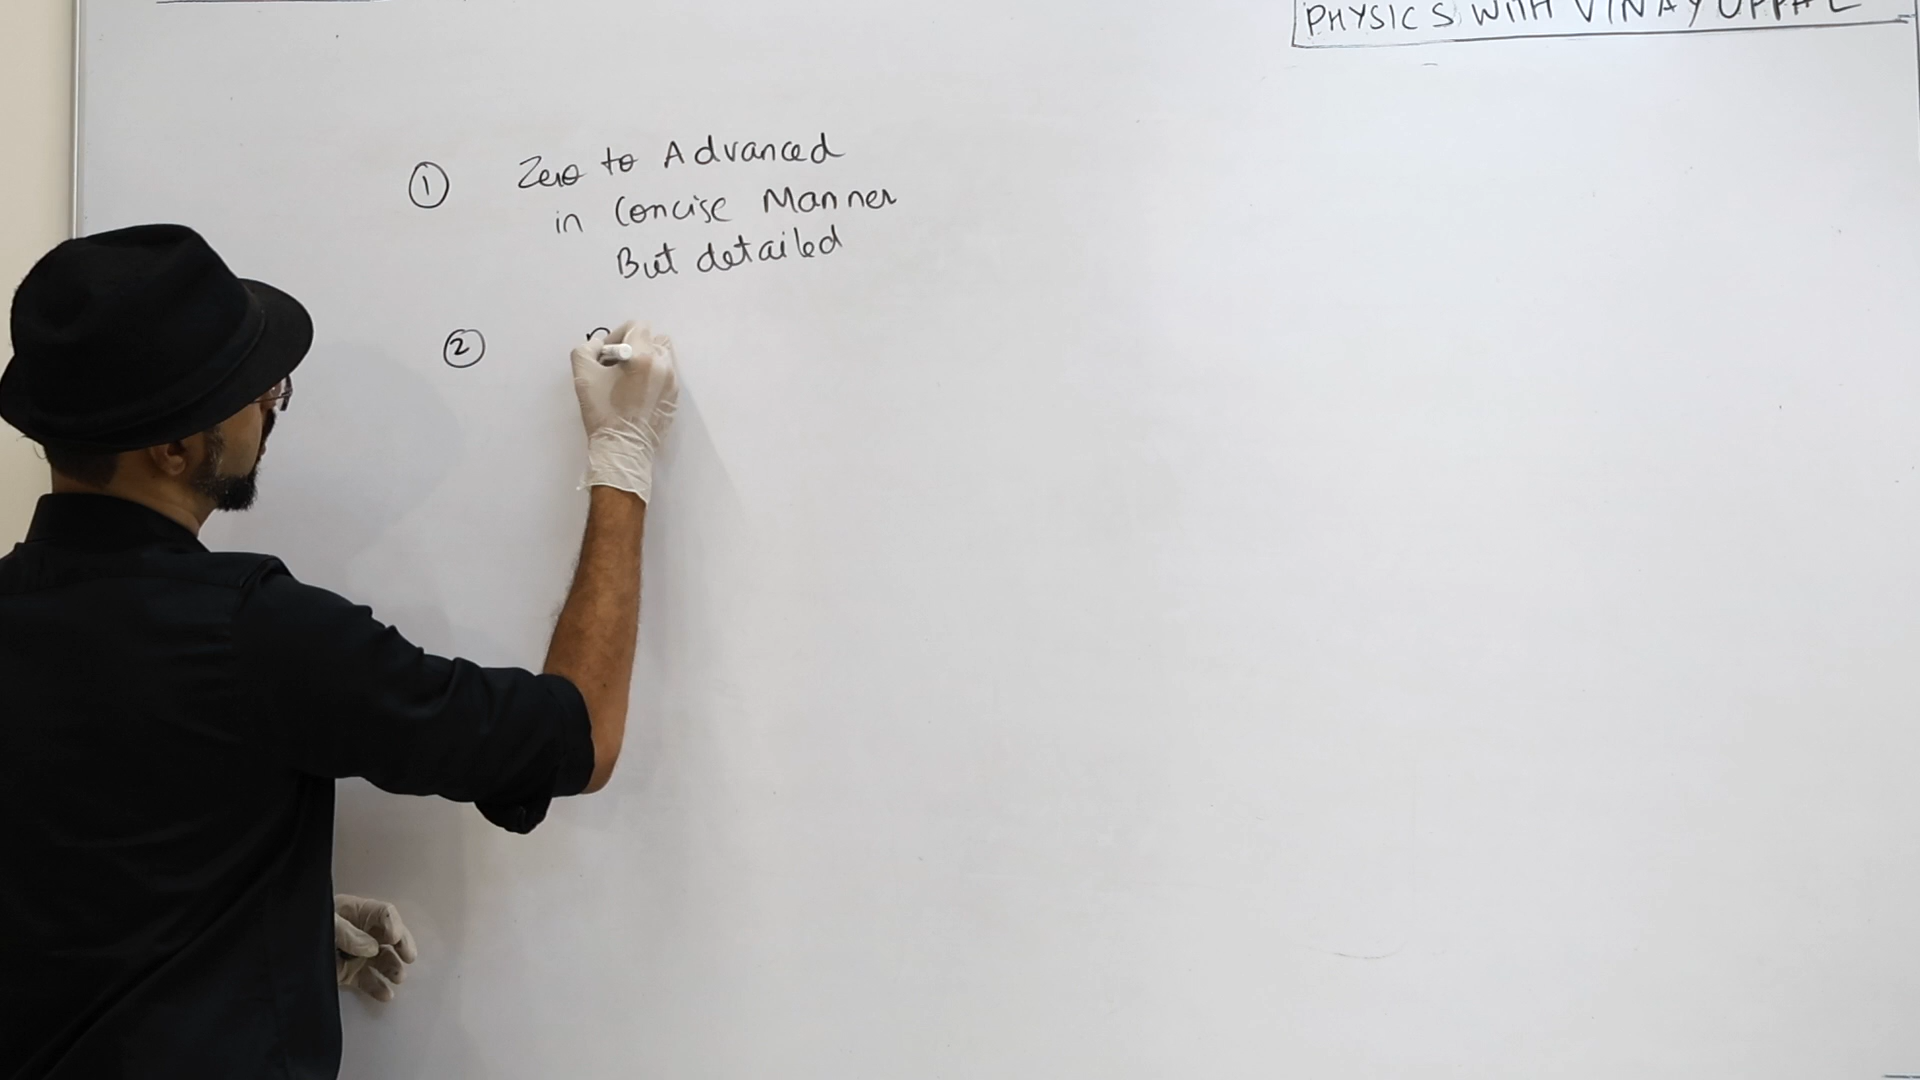 PHYSICS WITH VINAY UPPAL
① Zero to Advanced
in Concise Manner
But detailed
②